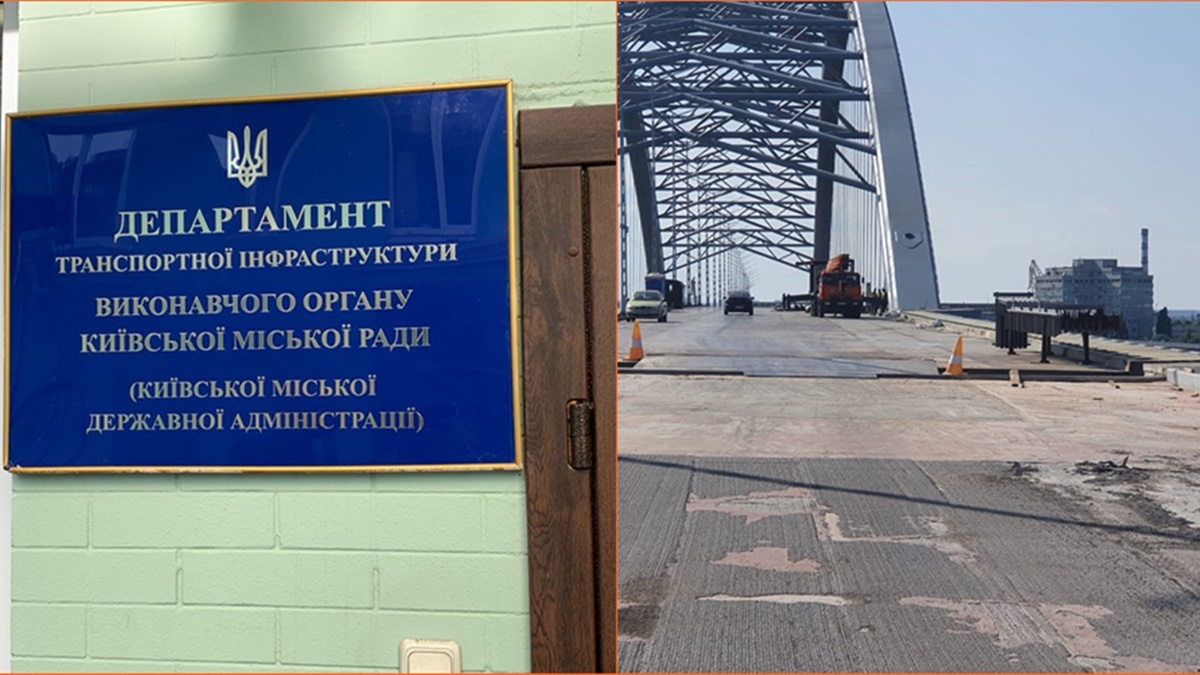 ДЕПАРТАМЕНТ
ТРАНСПОРТНОЇ ІНФРАСТРУКТУРИ
ВИКОНАВЧОГО ОРГАНУ
КИЇВСЬКОЇ МІСЬКОЇ РАДИ
(КИЇВСЬКОЇ МІСЬКОЇ
ДЕРЖАВНОЇ АДМІНІСТРАЦІЇ)